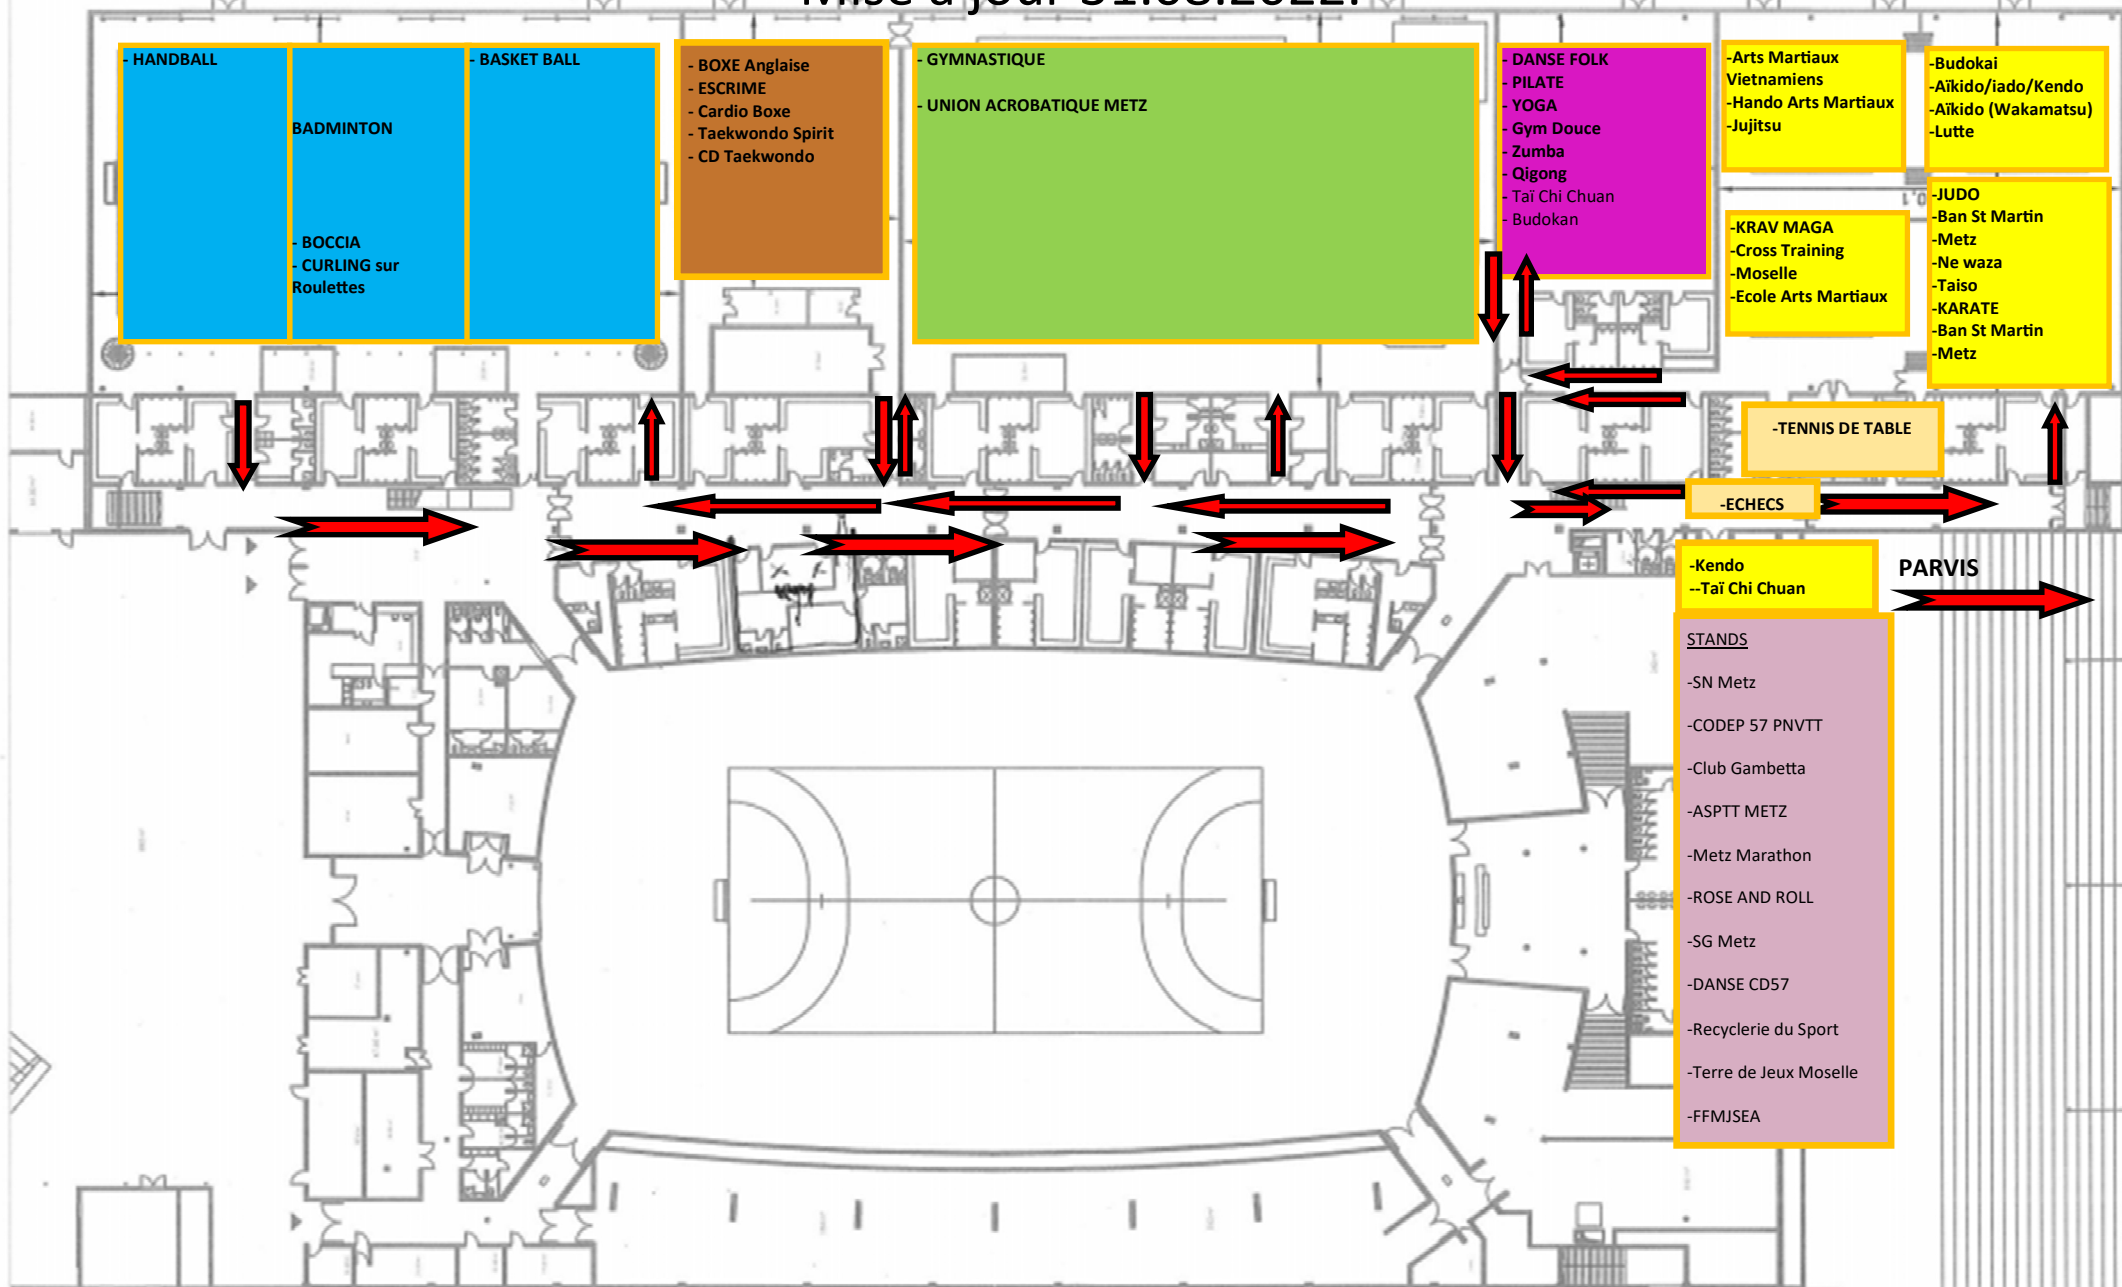 Mise à jour 31.08.2022.
- HANDBALL
BADMINTON
- BOCCIA
- CURLING sur
Roulettes
- BASKET BALL
- BOXE Anglaise
- ESCRIME
- Cardio Boxe
- Taekwondo Spirit
- CD Taekwondo
- GYMNASTIQUE
- UNION ACROBATIQUE METZ
- DANSE FOLK
- PILATE
- YOGA
- Gym Douce
- Zumba
- Qigong
- Taï Chi Chuan
- Budokan
-Arts Martiaux
Vietnamiens
-Hando Arts Martiaux
-Jujitsu
-Budokai
-Aïkido/iado/Kendo
-Aïkido (Wakamatsu)
-Lutte
-KRAV MAGA
-Cross Training
-Moselle
-Ecole Arts Martiaux
-JUDO
-Ban St Martin
-Metz
-Ne waza
-Taiso
-KARATE
-Ban St Martin
-Metz
-TENNIS DE TABLE
-ECHECS
-Kendo
--Taï Chi Chuan
PARVIS
STANDS
-SN Metz
-CODEP 57 PNVTT
-Club Gambetta
-ASPTT METZ
-Metz Marathon
-ROSE AND ROLL
-SG Metz
-DANSE CD57
-Recyclerie du Sport
-Terre de Jeux Moselle
-FFMJSEA